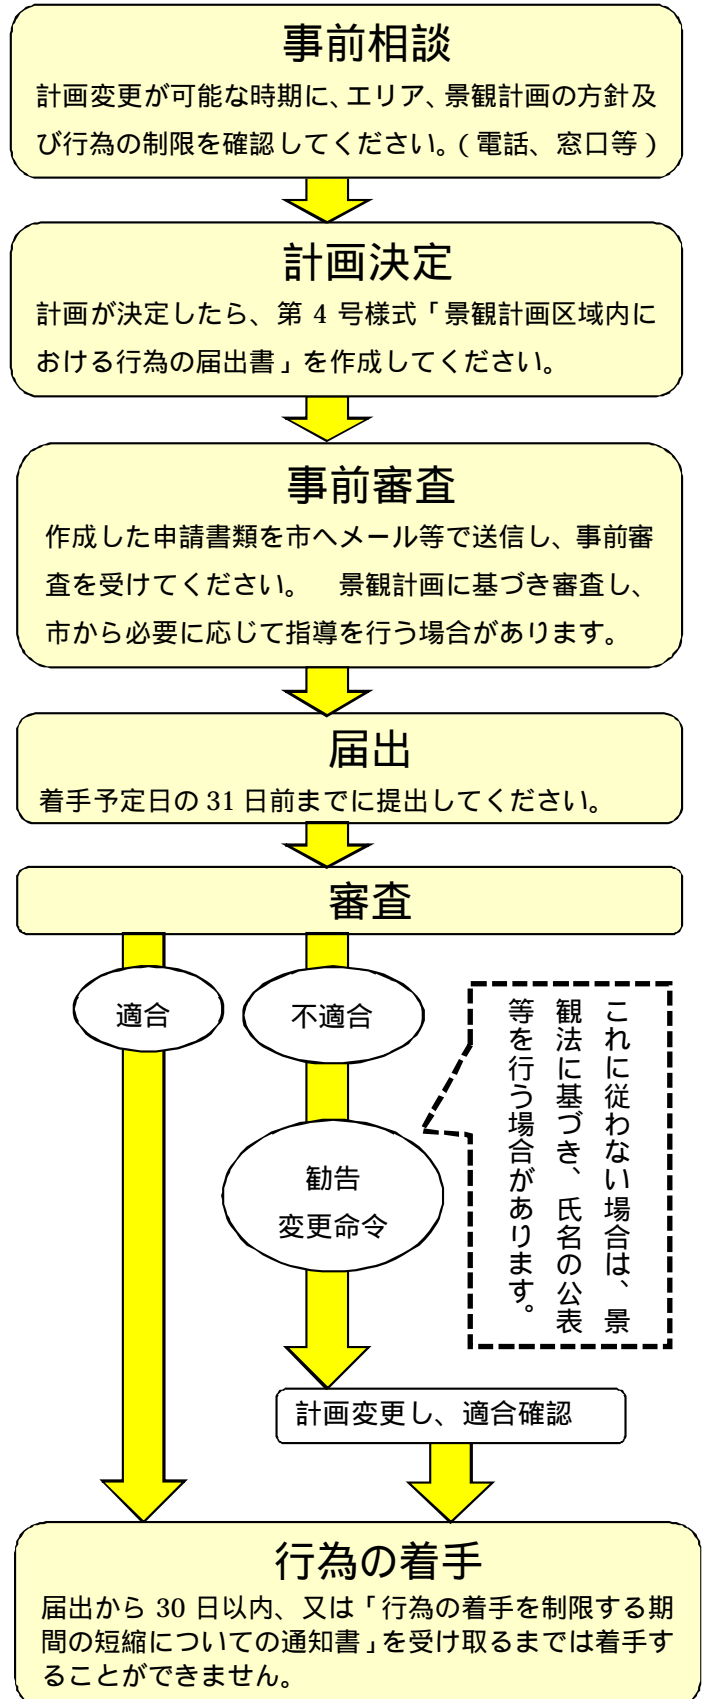 事前相談
計画変更が可能な時期に、エリア、景観計画の方針及
び行為の制限を確認してください。(電話、窓口等)
計画決定
計画が決定したら、第 4 号様式「景観計画区域内に
おける行為の届出書」を作成してください。
事前審査
作成した申請書類を市へメール等で送信し、事前審
査を受けてください。 景観計画に基づき審査し、
市から必要に応じて指導を行う場合があります。
届出
着手予定日の 31 日前までに提出してください。
審査
適合
不適合
勧告
変更命令
これに従わない場合は、景
観法に基づき、氏名の公表
等を行う場合があります。
計画変更し、適合確認
行為の着手
届出から 30 日以内、又は「行為の着手を制限する期
間の短縮についての通知書」を受け取るまでは着手す
ることができません。